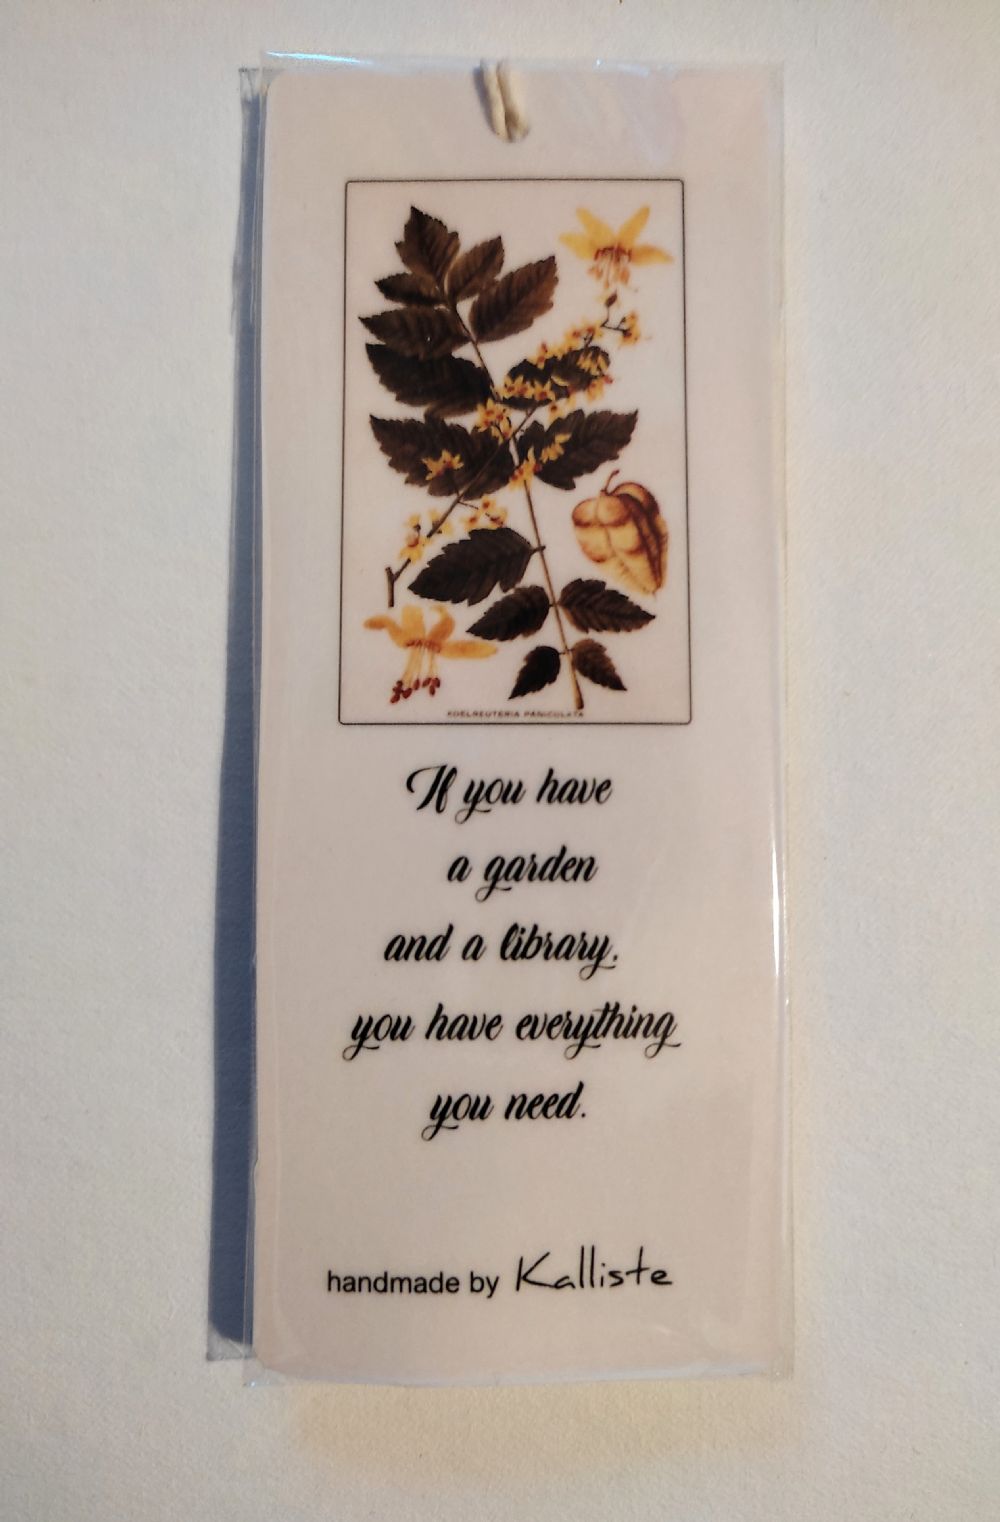 KOELREUTERIA PANICULATA
If you have
a garden
and a library,
you have everything
you need.
handmade by Kalliste